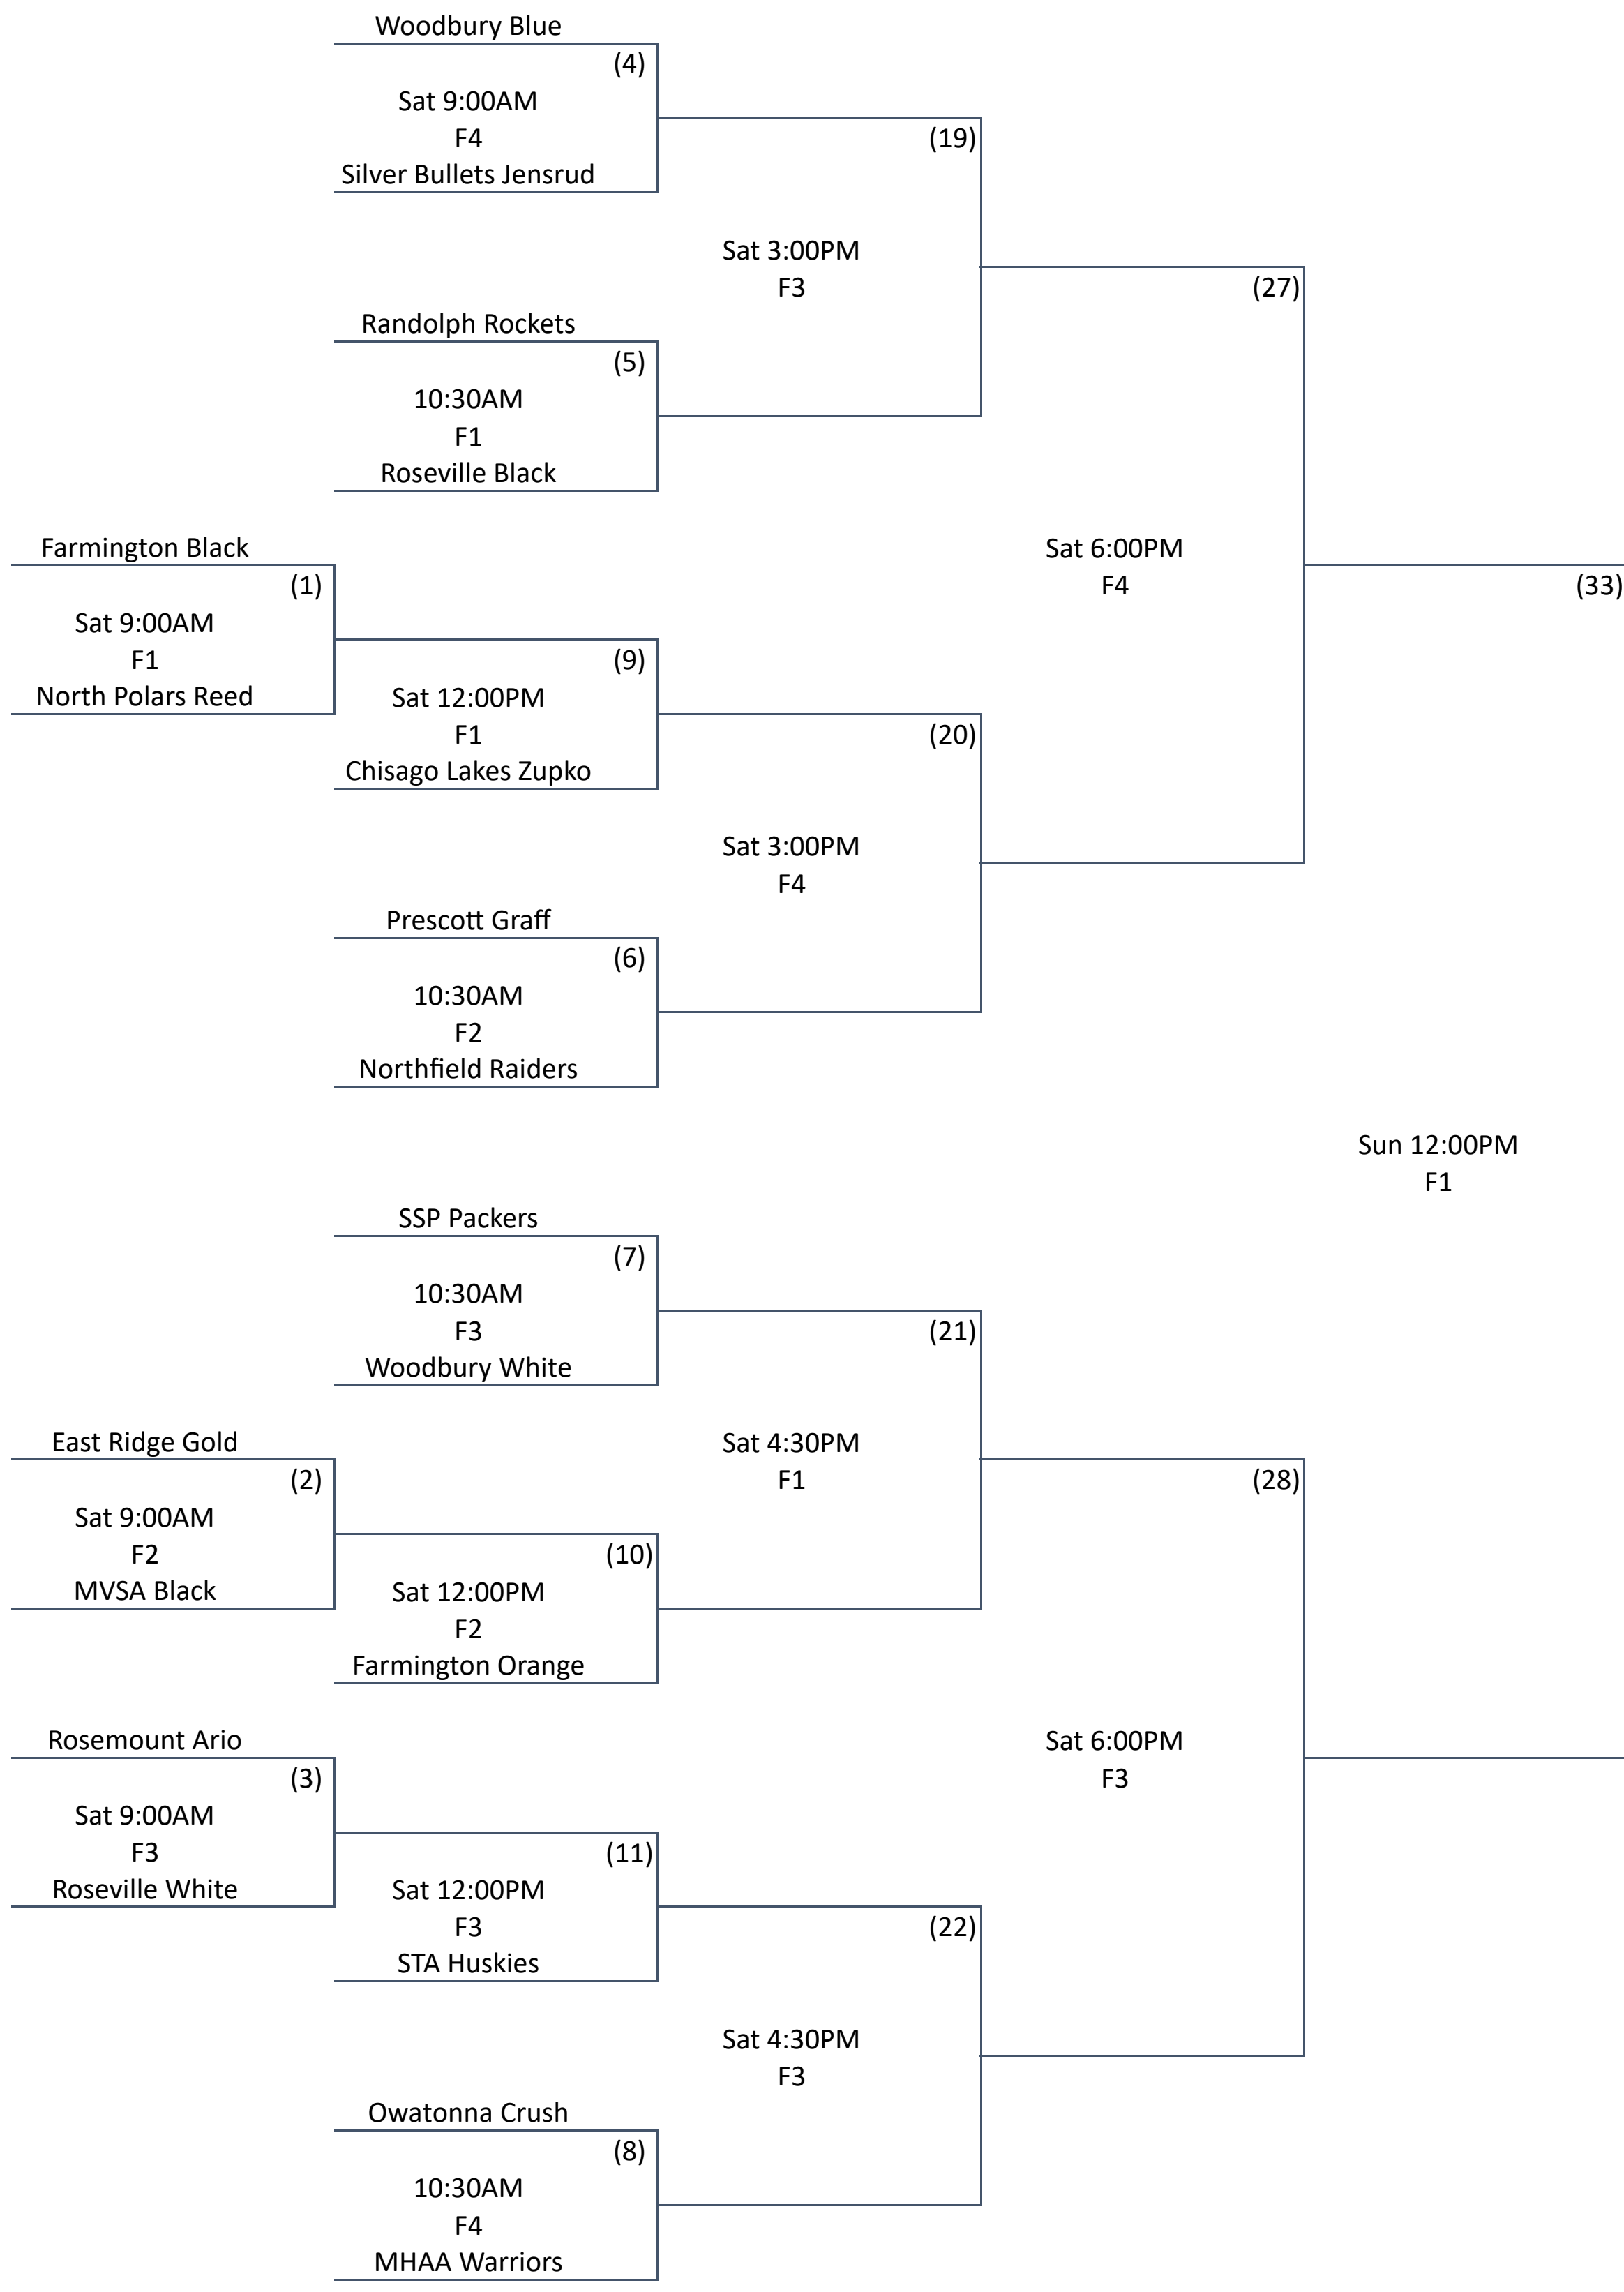 Woodbury Blue
(4)
Sat 9:00AM
F4
(19)
Silver Bullets Jensrud
Sat 3:00PM
F3
(27)
Randolph Rockets
(5)
10:30AM
F1
Roseville Black
Farmington Black
Sat 6:00PM
F4
(1)
(33)
Sat 9:00AM
F1
(9)
North Polars Reed
Sat 12:00PM
F1
(20)
Chisago Lakes Zupko
Sat 3:00PM
F4
Prescott Graff
(6)
10:30AM
F2
Northfield Raiders
Sun 12:00PM
F1
SSP Packers
(7)
10:30AM
F3
(21)
Woodbury White
East Ridge Gold
Sat 4:30PM
F1
(2)
(28)
Sat 9:00AM
F2
(10)
MVSA Black
Sat 12:00PM
F2
Farmington Orange
Rosemount Ario
Sat 6:00PM
F3
(3)
Sat 9:00AM
F3
(11)
Roseville White
Sat 12:00PM
F3
(22)
STA Huskies
Sat 4:30PM
F3
Owatonna Crush
(8)
10:30AM
F4
MHAA Warriors